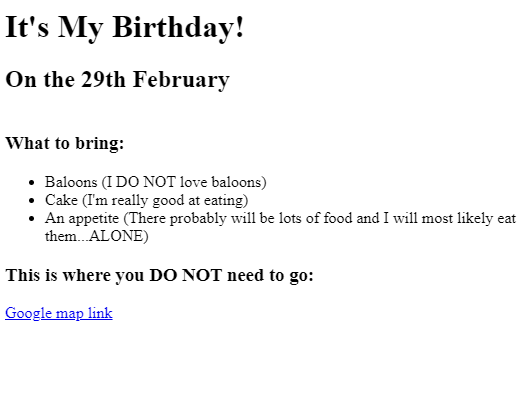 It's My Birthday!
On the 29th February
What to bring:
Baloons (I DO NOT love baloons)
Cake (I'm really good at eating)
An appetite (There probably will be lots of food and I will most likely eat
them...ALONE)
This is where you DO NOT need to go:
Google map link